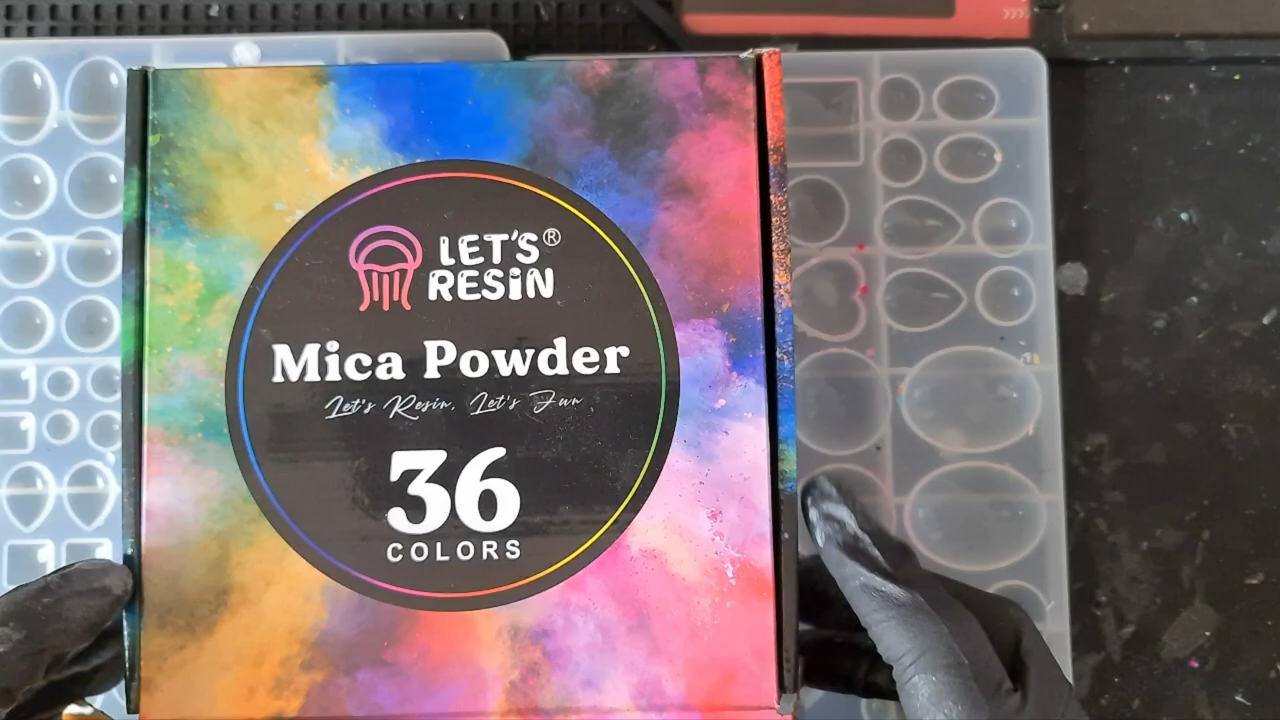 LET'S®
RESIN
Mica Powder
Let's Resin, Let's Fun
36
COLORS